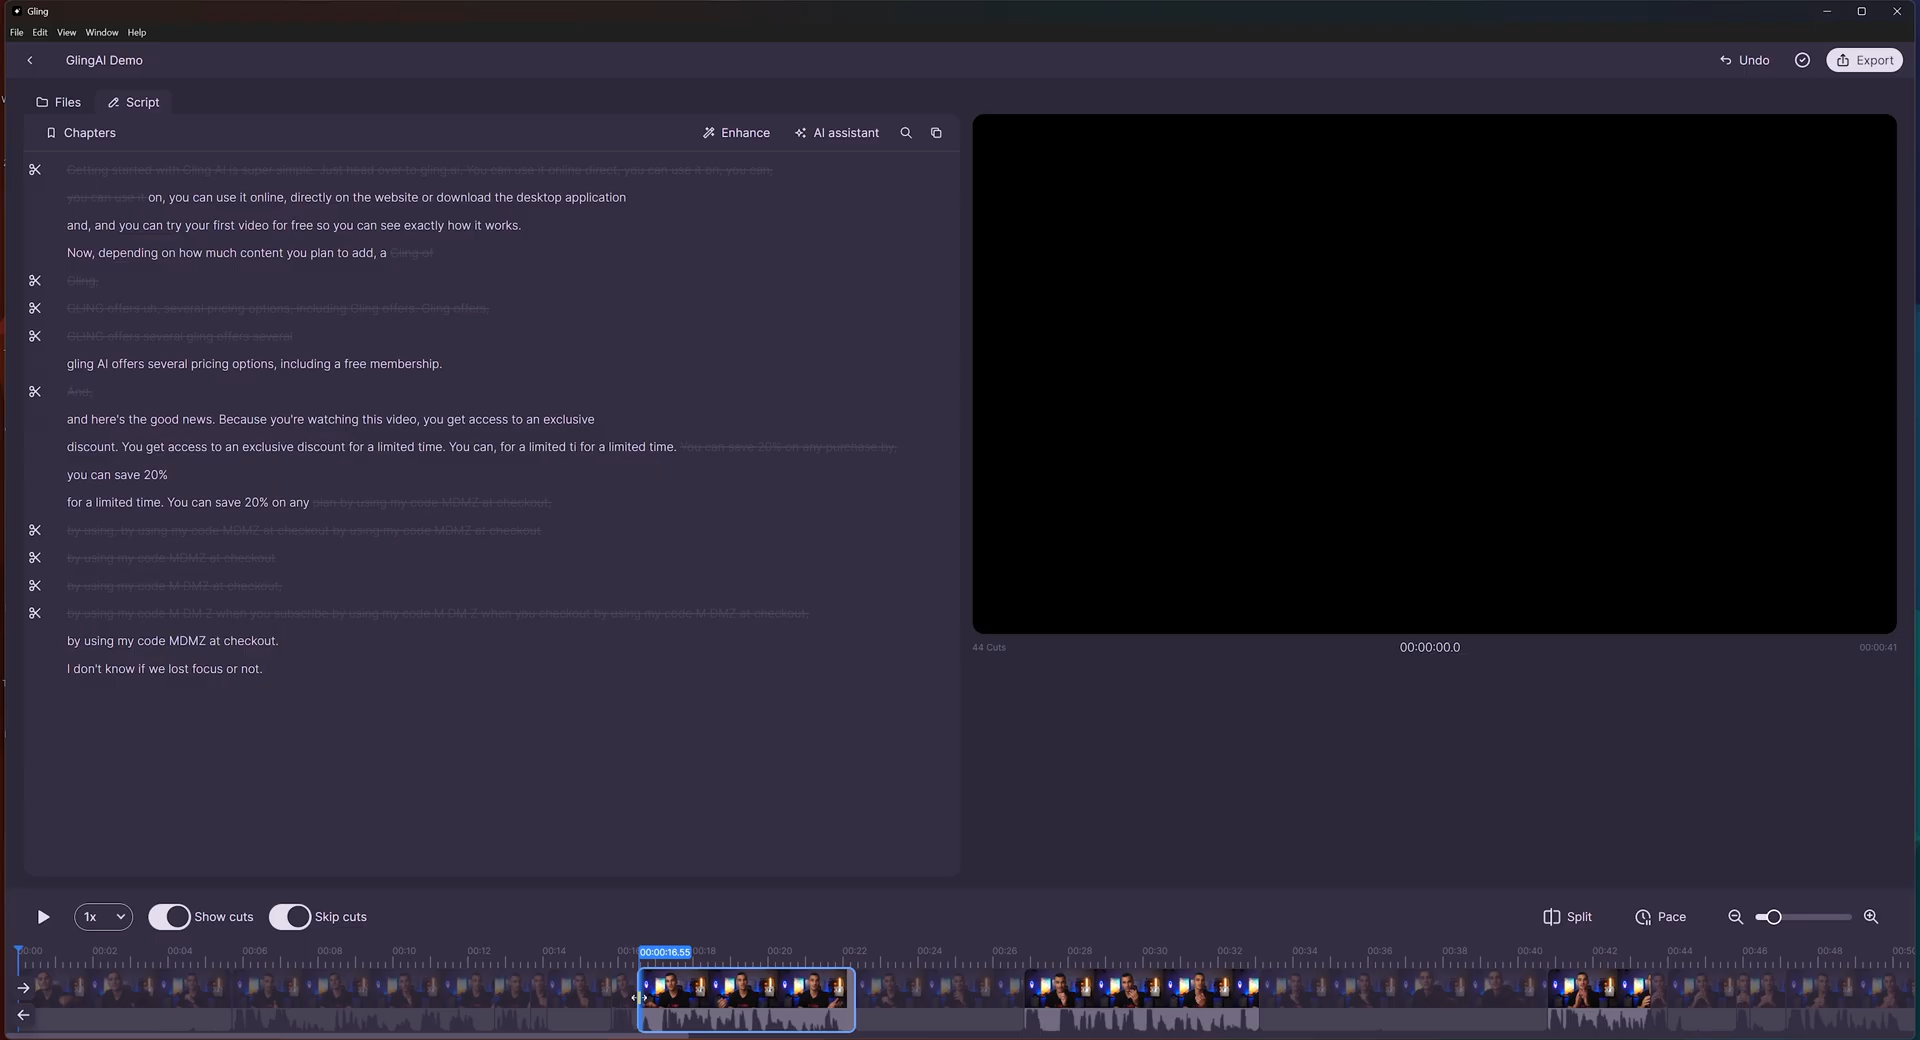 Gling
File Edit View Window Help
GlingAI Demo
Undo
Export
Files
Script
Chapters
Enhance
AI assistant
Getting started with Gling AI is super simple. Just head over to gling.ai. You can use it online direct, you can use it on, you can,
you can use it on, you can use it online, directly on the website or download the desktop application
and, and you can try your first video for free so you can see exactly how it works.
Now, depending on how much content you plan to add, a Gling of
Gling,
GLING offers uh, several pricing options, including Gling offers. Gling offers,
GLING offers several gling offers several
gling AI offers several pricing options, including a free membership.
And,
and here's the good news. Because you're watching this video, you get access to an exclusive
discount. You get access to an exclusive discount for a limited time. You can, for a limited ti for a limited time. You can save 20% on any purchase by,
you can save 20%
for a limited time. You can save 20% on any plan by using my code MDMZ at checkout,
by using, by using my code MDMZ at checkout by using my code MDMZ at checkout
by using my code MDMZ at checkout
by using my code M DMZ at checkout,
by using my code M DM Z when you subscribe by using my code M DM Z when you checkout by using my code M DMZ at checkout,
by using my code MDMZ at checkout.
I don't know if we lost focus or not.
44 Cuts
00:00:00.0
00:00:41
1x
Show cuts
Skip cuts
Split
Pace
00:00 00:02 00:04 00:06 00:08 00:10 00:12 00:14 00:00:16.55 00:18 00:20 00:22 00:24 00:26 00:28 00:30 00:32 00:34 00:36 00:38 00:40 00:42 00:44 00:46 00:48